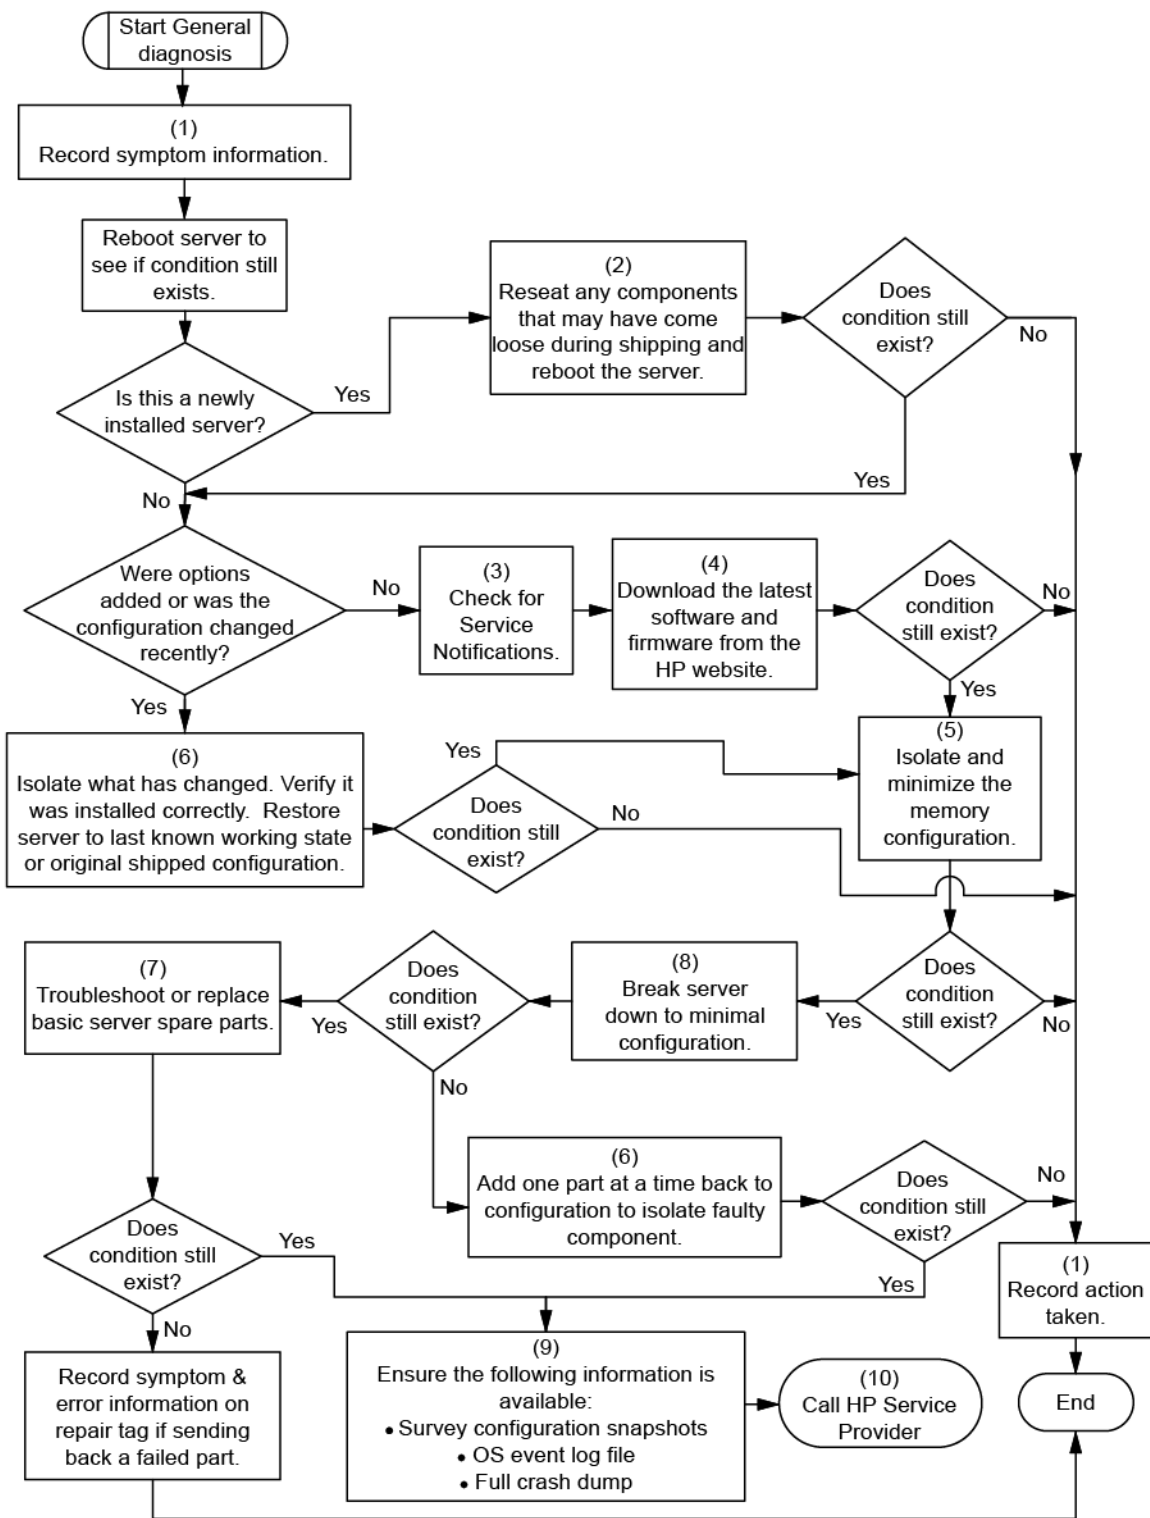 Start General
diagnosis
(1)
Record symptom information.
Reboot server to
see if condition still
exists.
Is this a newly
installed server?
Yes
No
(2)
Reseat any components
that may have come
loose during shipping and
reboot the server.
Does
condition still
exist?
No
Yes
Were options
added or was the
configuration changed
recently?
No
Yes
(3)
Check for
Service
Notifications.
(4)
Download the latest
software and
firmware from the
HP website.
Does
condition
still exist?
No
Yes
(5)
Isolate and
minimize the
memory
configuration.
(6)
Isolate what has changed. Verify it
was installed correctly.  Restore
server to last known working state
or original shipped configuration.
Does
condition still
exist?
Yes
No
Does
condition
still exist?
No
Yes
(8)
Break server
down to minimal
configuration.
Does
condition
still exist?
Yes
No
(7)
Troubleshoot or replace
basic server spare parts.
(6)
Add one part at a time back to
configuration to isolate faulty
component.
Does
condition still
exist?
No
Yes
Does
condition still
exist?
Yes
No
(1)
Record action
taken.
Record symptom &
error information on
repair tag if sending
back a failed part.
(9)
Ensure the following information is
available:
• Survey configuration snapshots
• OS event log file
• Full crash dump
(10)
Call HP Service
Provider
End